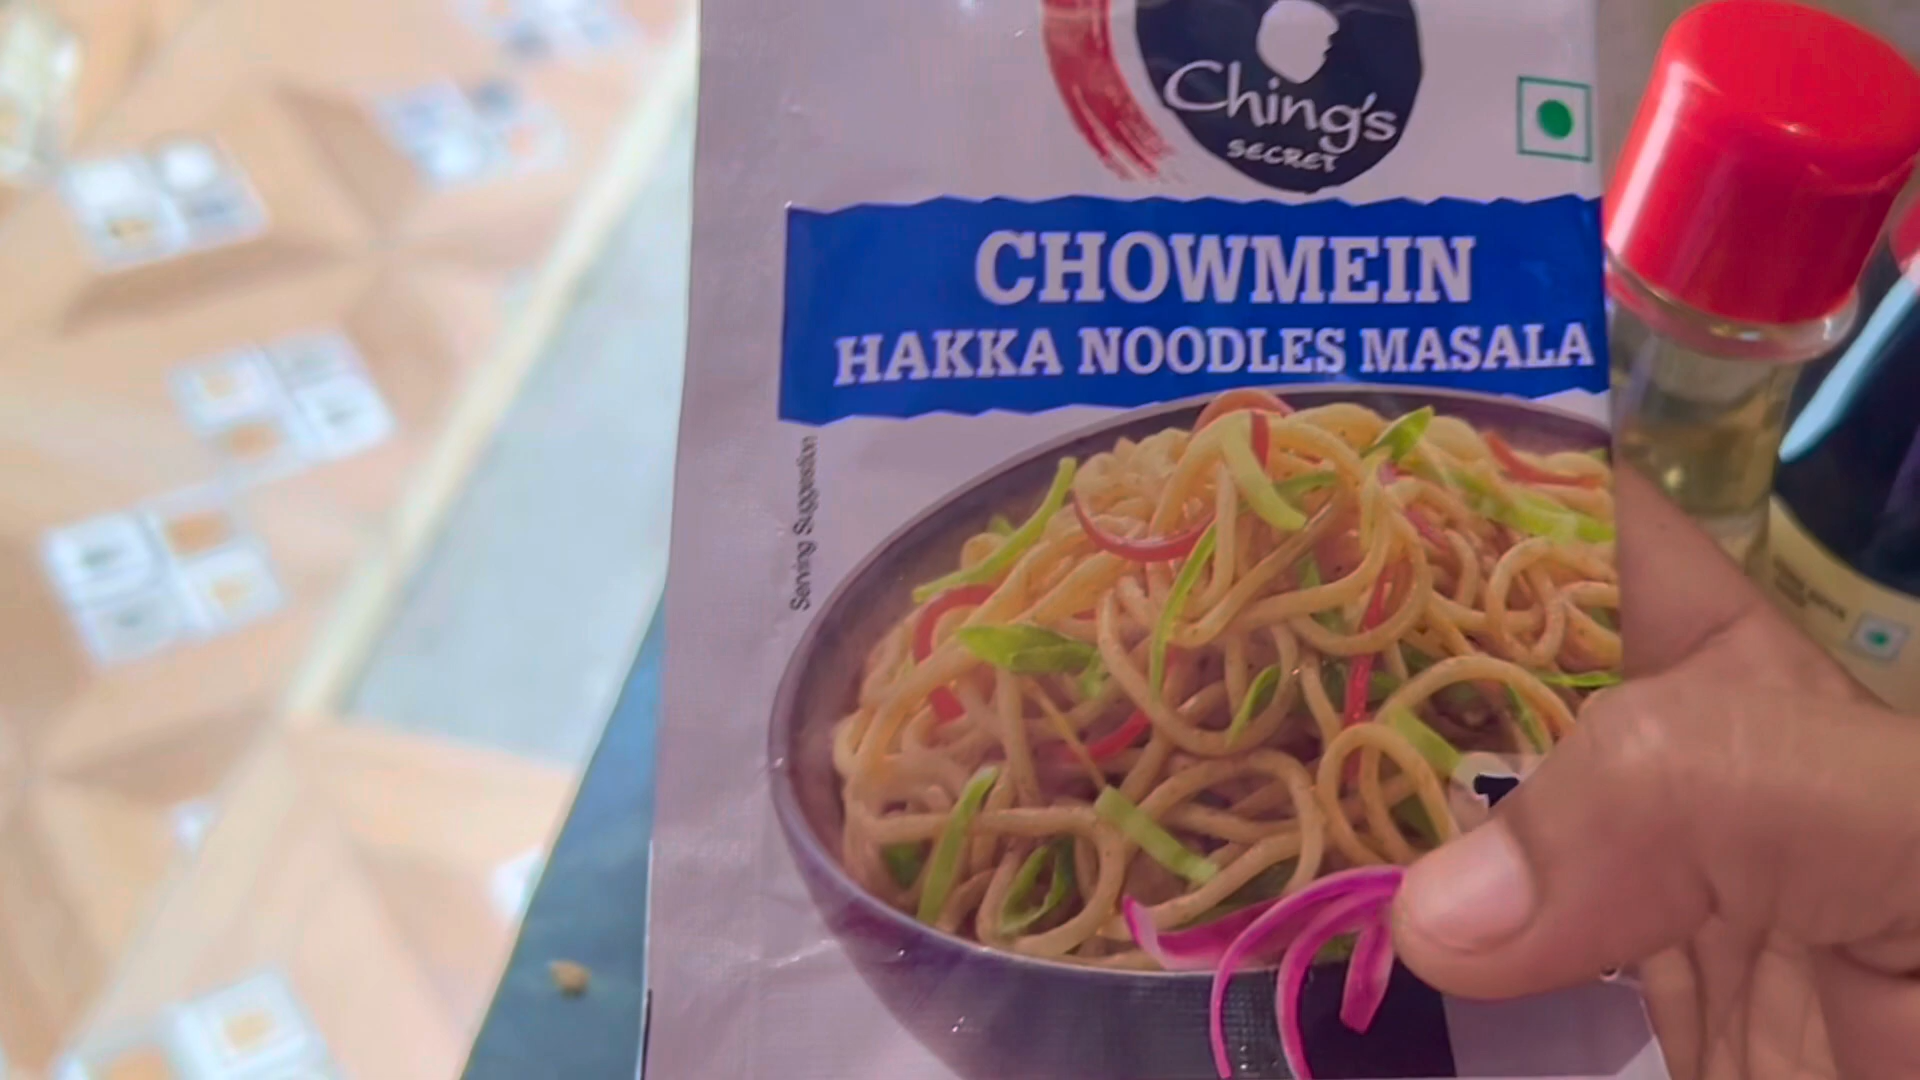 Ching's
SECRET
CHOWMEIN
HAKKA NOODLES MASALA
Serving Suggestion